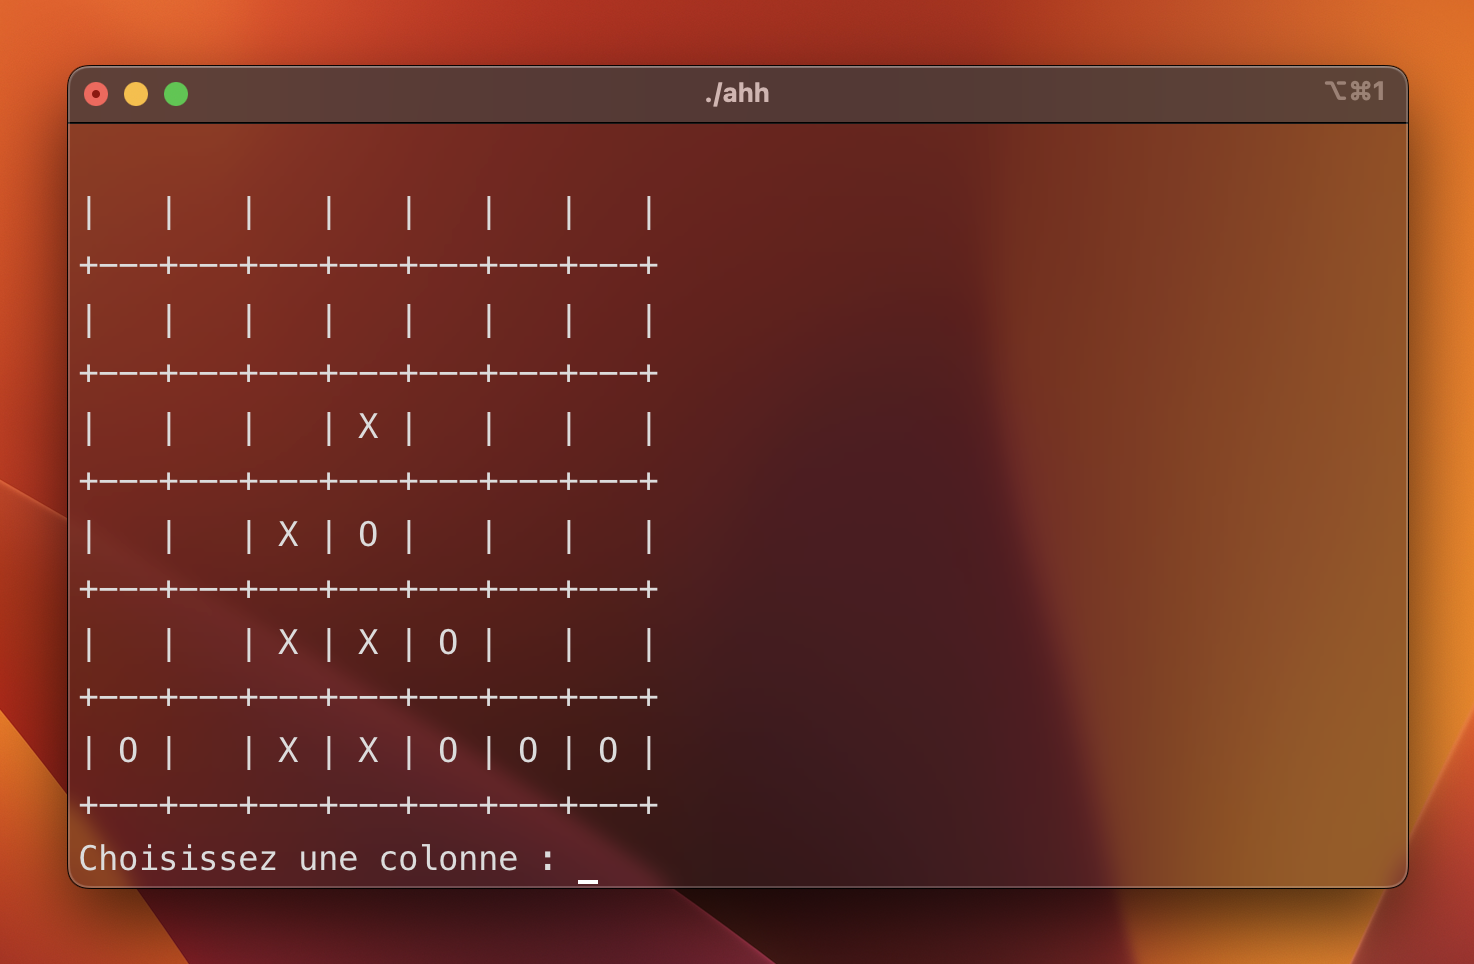 ./ahh ⌥⌘1
|   |   |   |   |   |   |   |
+---+---+---+---+---+---+---+
|   |   |   |   |   |   |   |
+---+---+---+---+---+---+---+
|   |   |   | X |   |   |   |
+---+---+---+---+---+---+---+
|   |   | X | O |   |   |   |
+---+---+---+---+---+---+---+
|   |   | X | X | O |   |   |
+---+---+---+---+---+---+---+
| O |   | X | X | O | O | O |
+---+---+---+---+---+---+---+
Choisissez une colonne : _